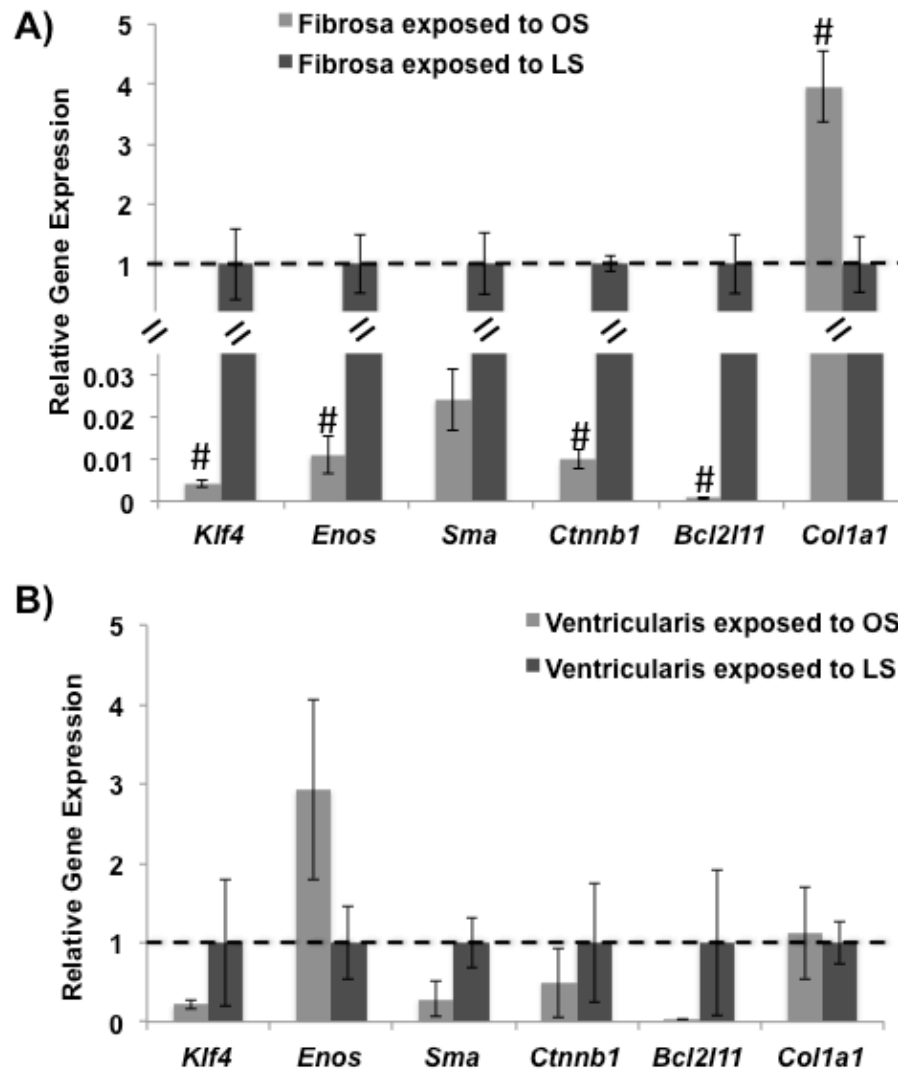 A)
Fibrosa exposed to OS
Fibrosa exposed to LS
Relative Gene Expression
5
4
3
2
1
0.03
0.02
0.01
0
#
#
#
#
#
Klf4 Enos Sma Ctnnb1 Bcl2l11 Col1a1
B)
Ventricularis exposed to OS
Ventricularis exposed to LS
Relative Gene Expression
5
4
3
2
1
0
Klf4 Enos Sma Ctnnb1 Bcl2l11 Col1a1